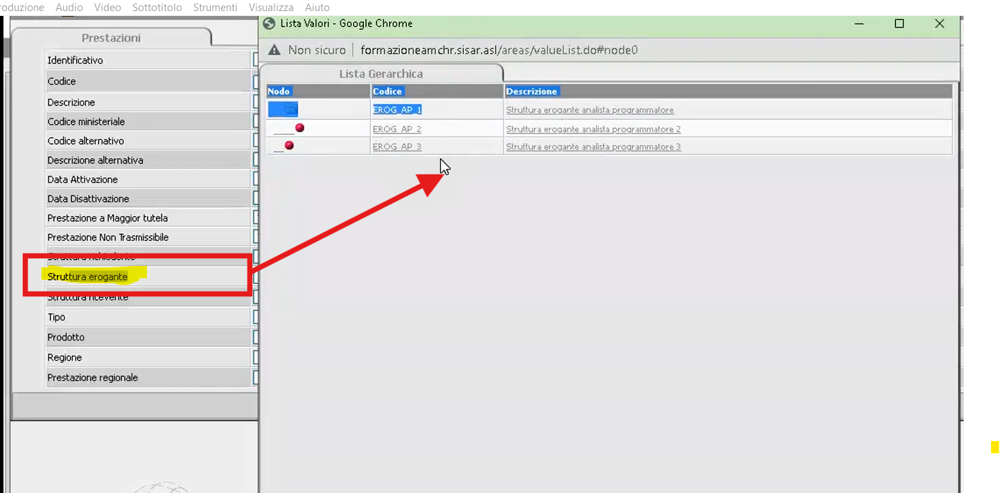 roduzione Audio Video Sottotitolo Strumenti Visualizza Aiuto
Lista Valori - Google Chrome
Non sicuro formazioneamchr.sisar.asl/areas/valueList.do#node0
Prestazioni
Identificativo
Codice
Descrizione
Codice ministeriale
Codice alternativo
Descrizione alternativa
Data Attivazione
Data Disattivazione
Prestazione a Maggior tutela
Prestazione Non Trasmissibile
Struttura richiedente
Struttura erogante
Struttura ricevente
Tipo
Prodotto
Regione
Prestazione regionale
Lista Gerarchica
Nodo Codice Descrizione
EROG_AP_1 Struttura erogante analista programmatore
EROG_AP_2 Struttura erogante analista programmatore 2
EROG_AP_3 Struttura erogante analista programmatore 3